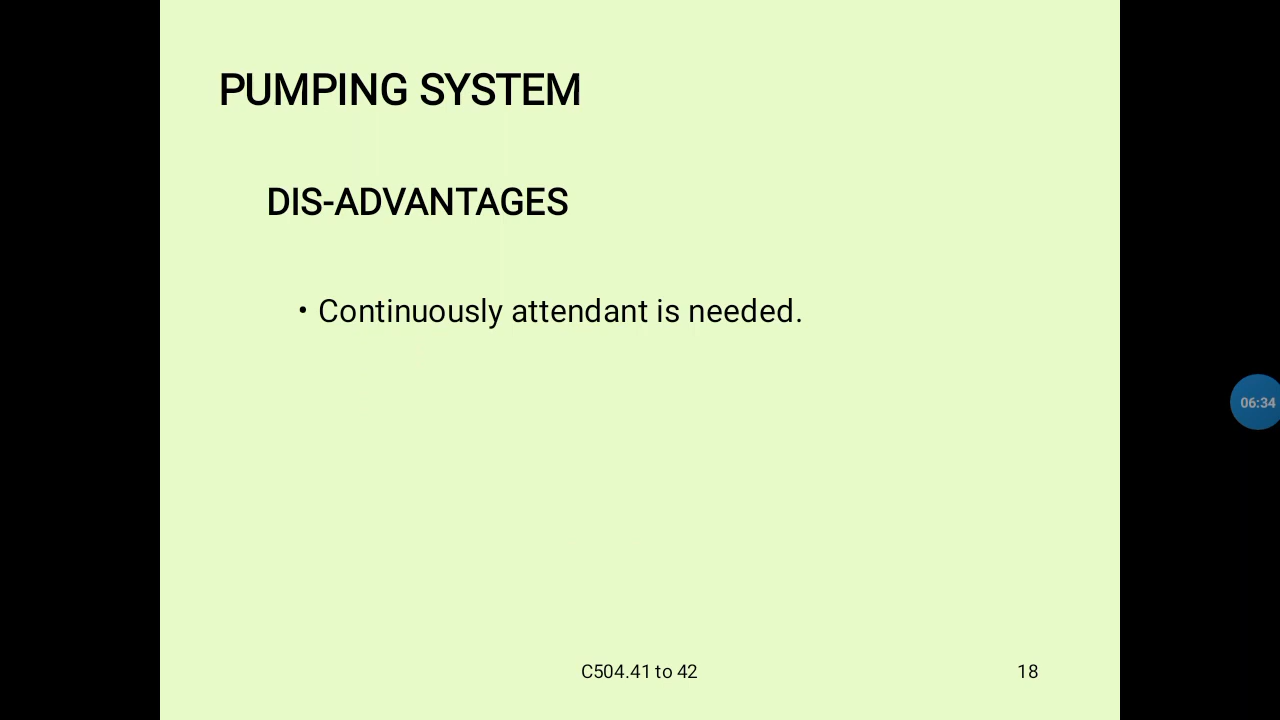 PUMPING SYSTEM
DIS-ADVANTAGES
• Continuously attendant is needed.
06:34
C504.41 to 42
18